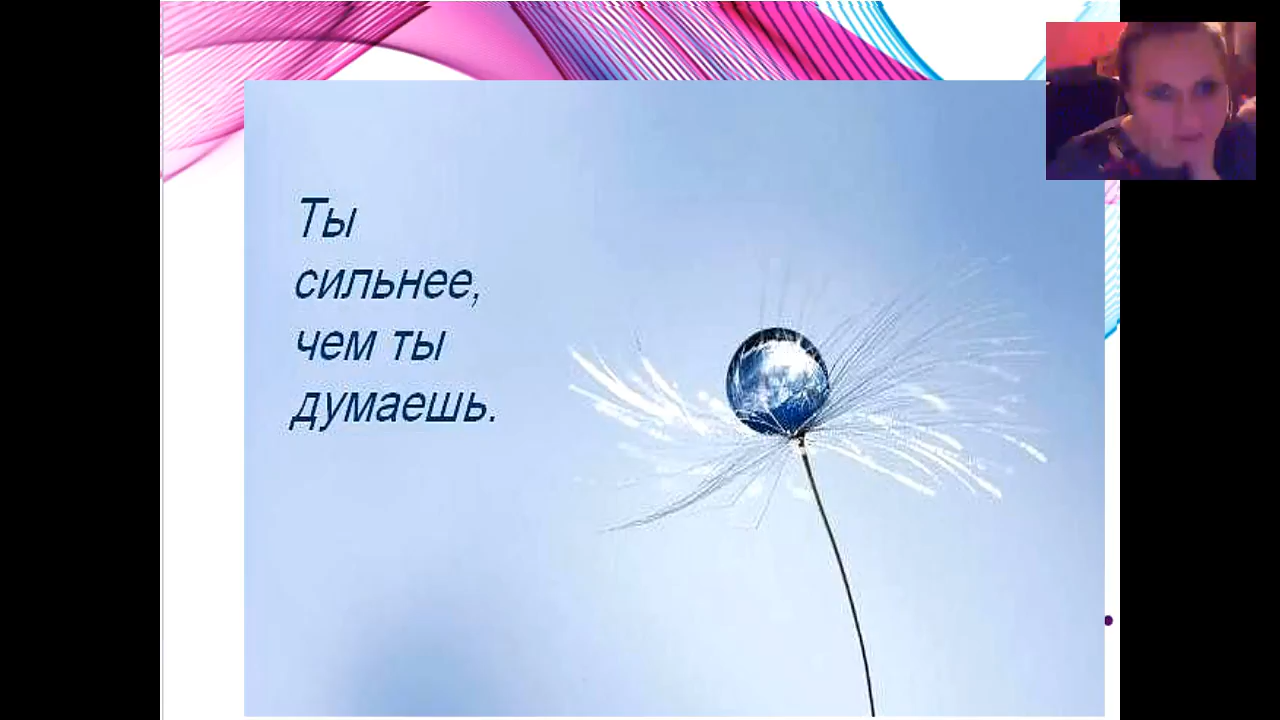 Ты
сильнее,
чем ты
думаешь.